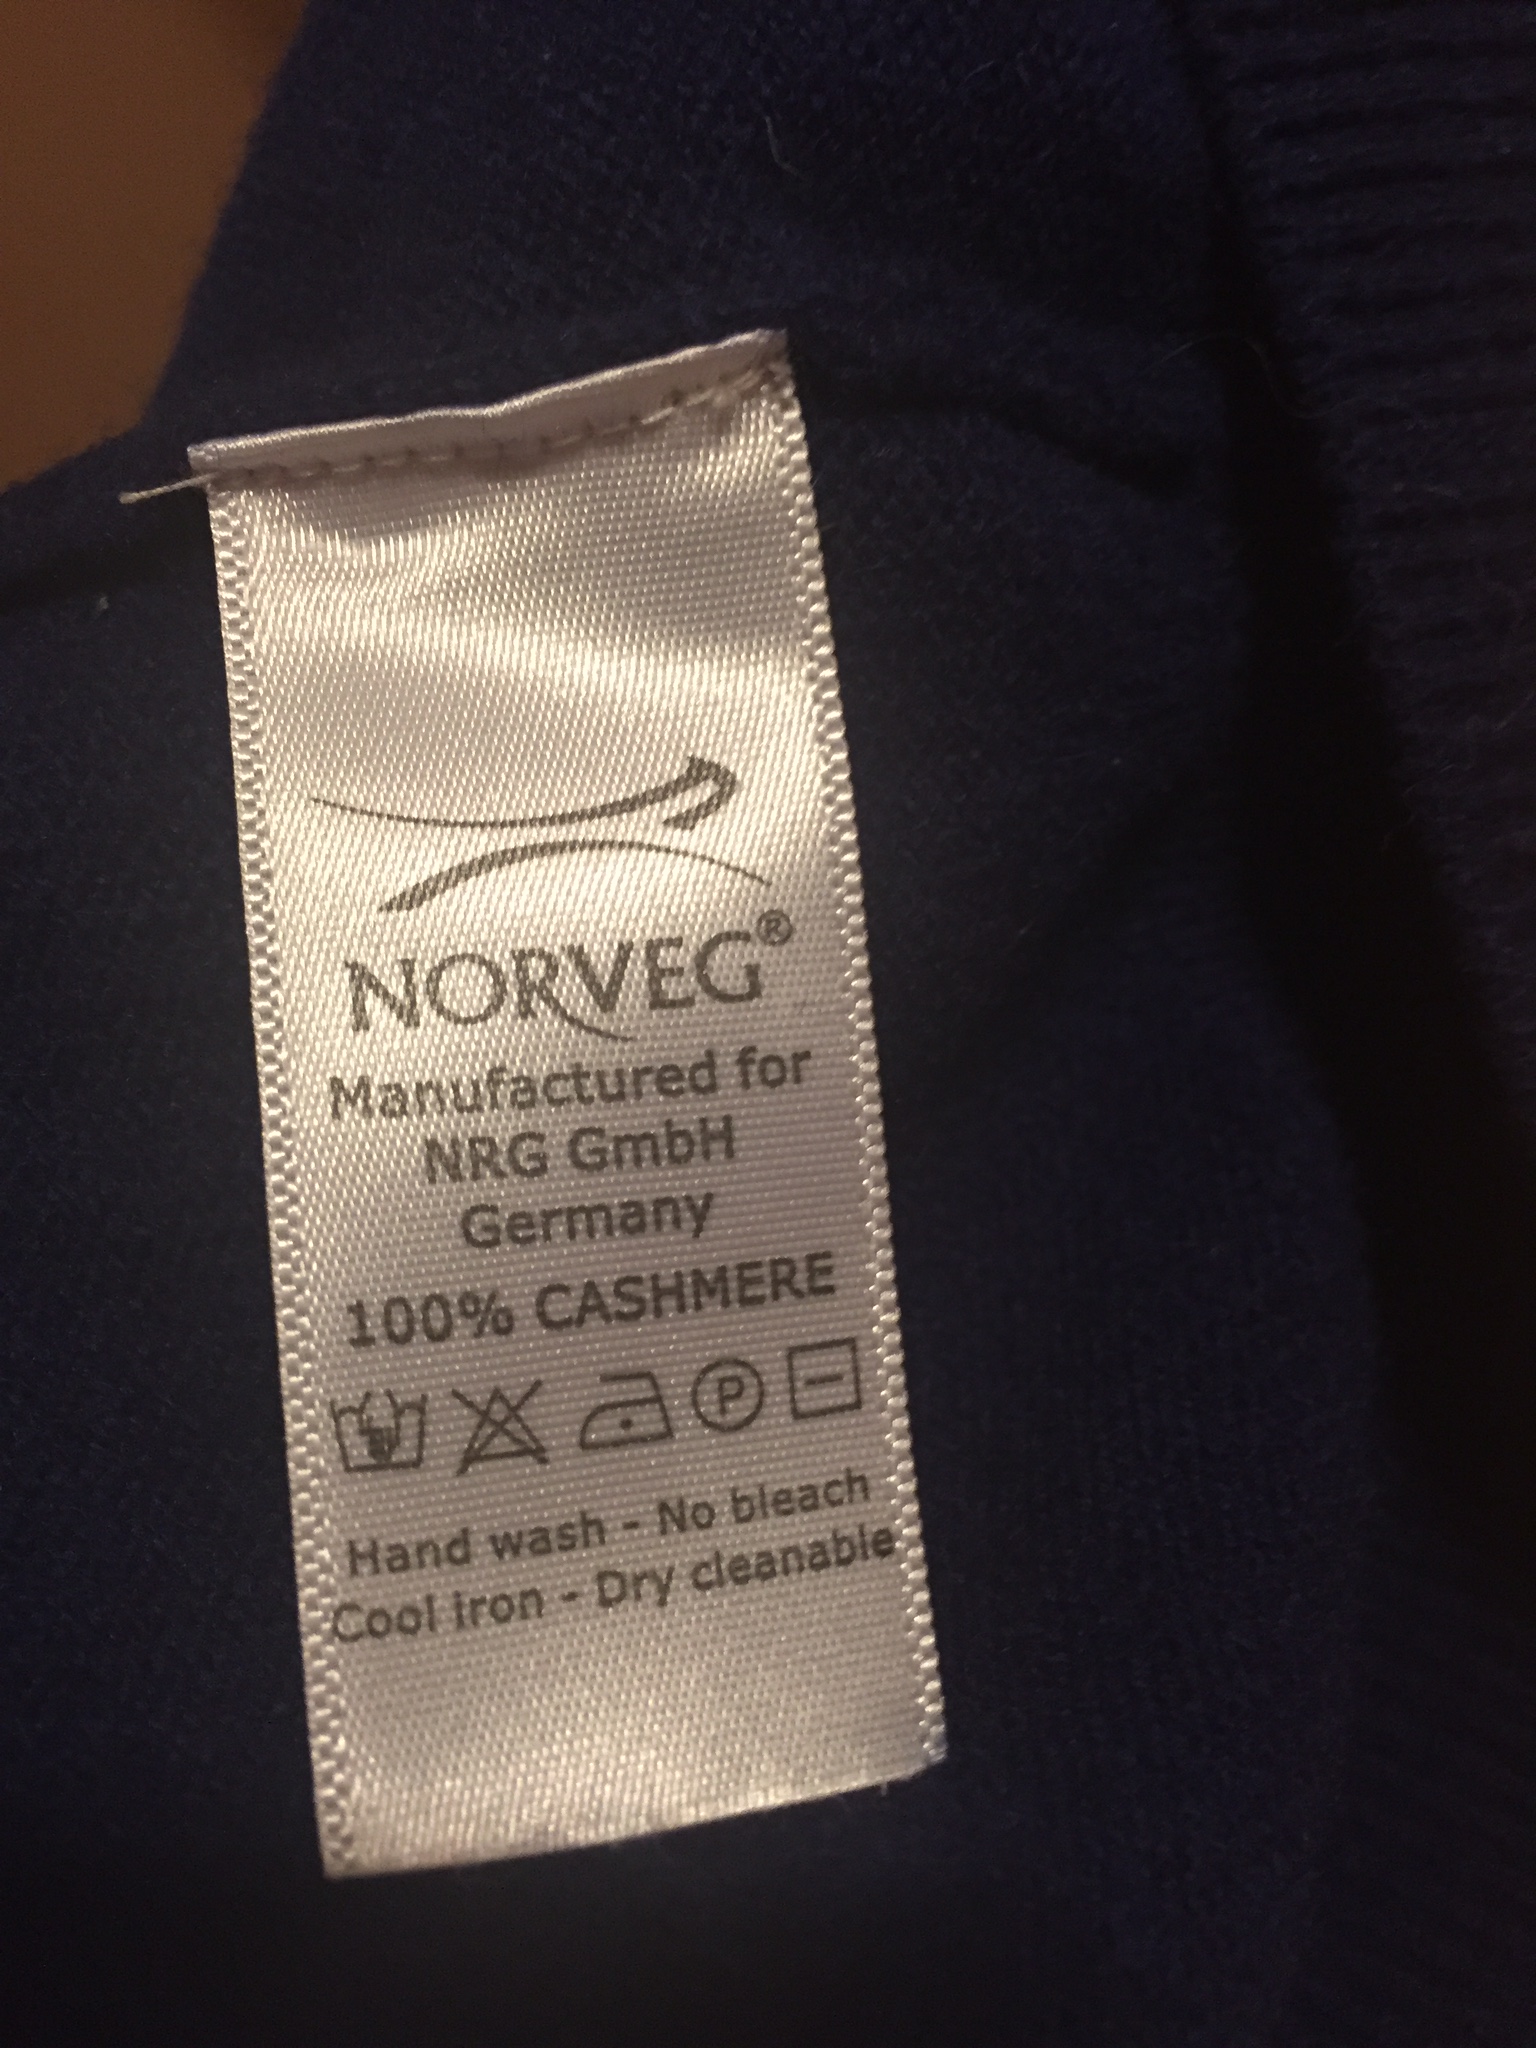 NORVEG®
Manufactured for
NRG GmbH
Germany
100% CASHMERE
P
Hand wash - No bleach
Cool iron - Dry cleanable